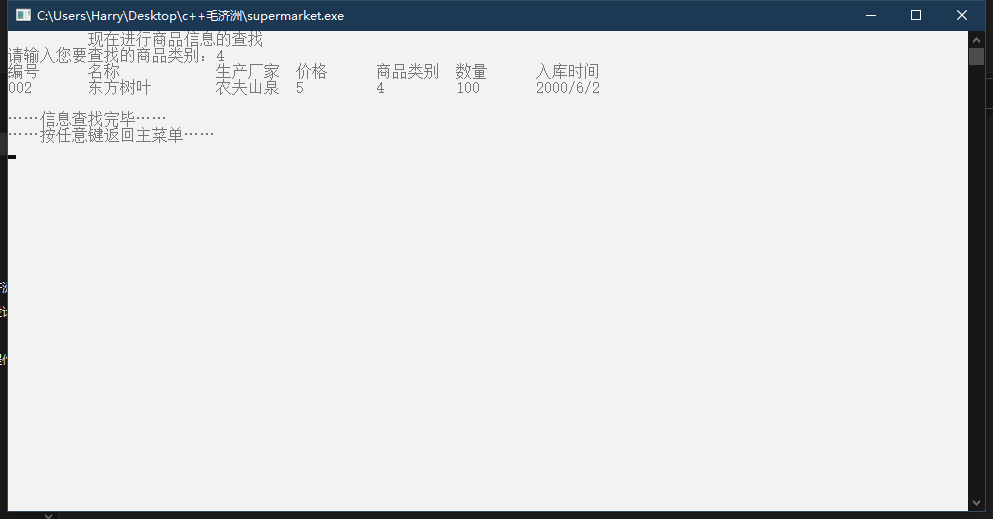 C:\Users\Harry\Desktop\c++毛济洲\supermarket.exe
现在进行商品信息的查找
请输入您要查找的商品类别：4
编号 名称 生产厂家 价格 商品类别 数量 入库时间
002 东方树叶 农夫山泉 5 4 100 2000/6/2
……信息查找完毕……
……按任意键返回主菜单……